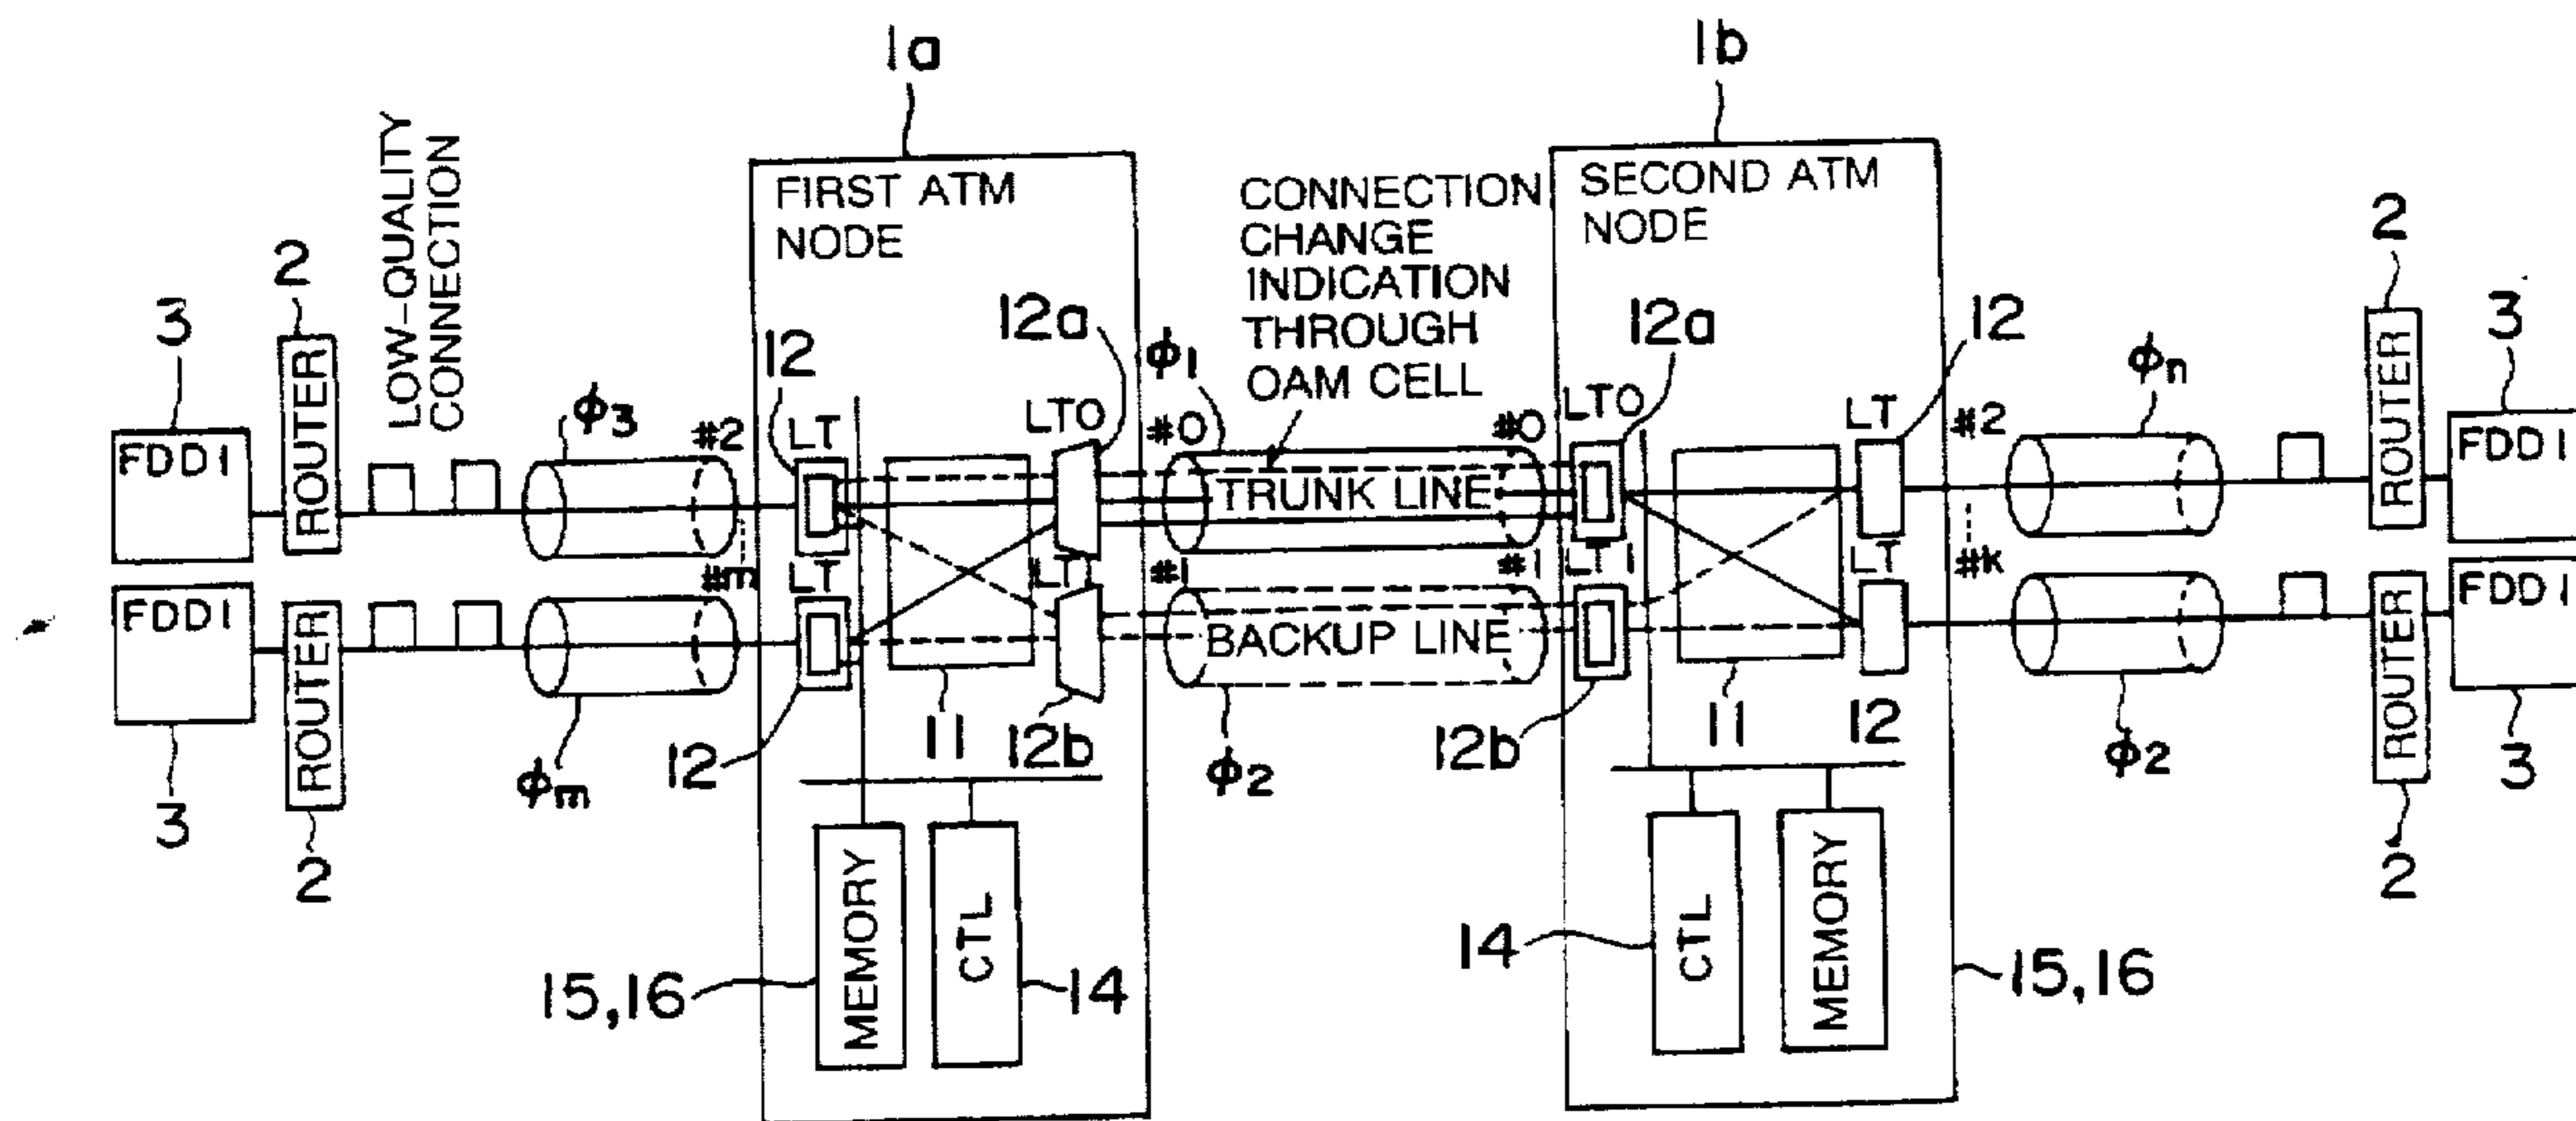 1a
1b
LOW-QUALITY
CONNECTION
FIRST ATM
NODE
CONNECTION
CHANGE
INDICATION
THROUGH
OAM CELL
SECOND ATM
NODE
2
2
3
3
12
12a
12a
12
ϕ1
ϕn
ϕ3
ROUTER
ROUTER
FDDI
#2
LT
LT0
#0
#0
LT0
LT
#2
FDDI
TRUNK LINE
#m
LT
LT1
#1
#1
LT1
LT
#k
FDDI
ROUTER
BACKUP LINE
ROUTER
FDDI
3
2
ϕm
12
11
12b
ϕ2
12b
11
12
ϕ2
2
3
15,16
MEMORY
CTL
14
14
CTL
MEMORY
15,16